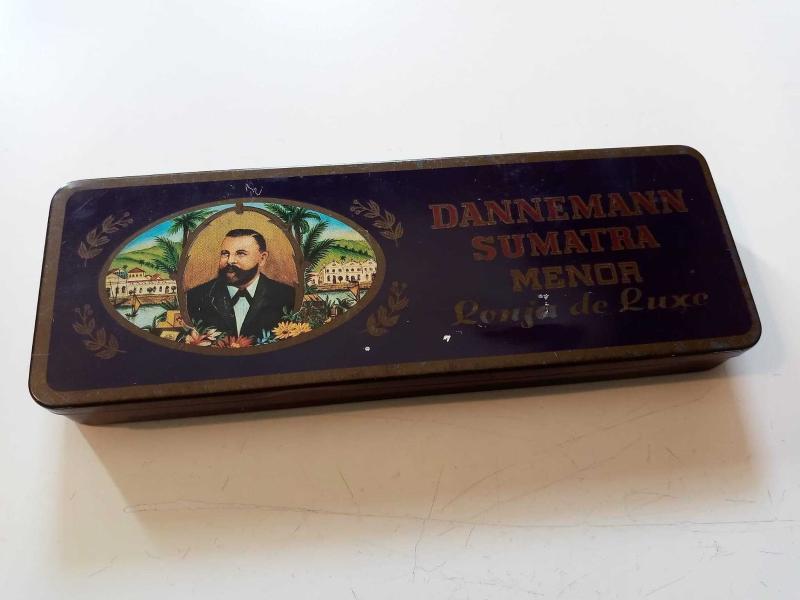 DANNEMANN
SUMATRA
MENOR
Lonja de Luxe